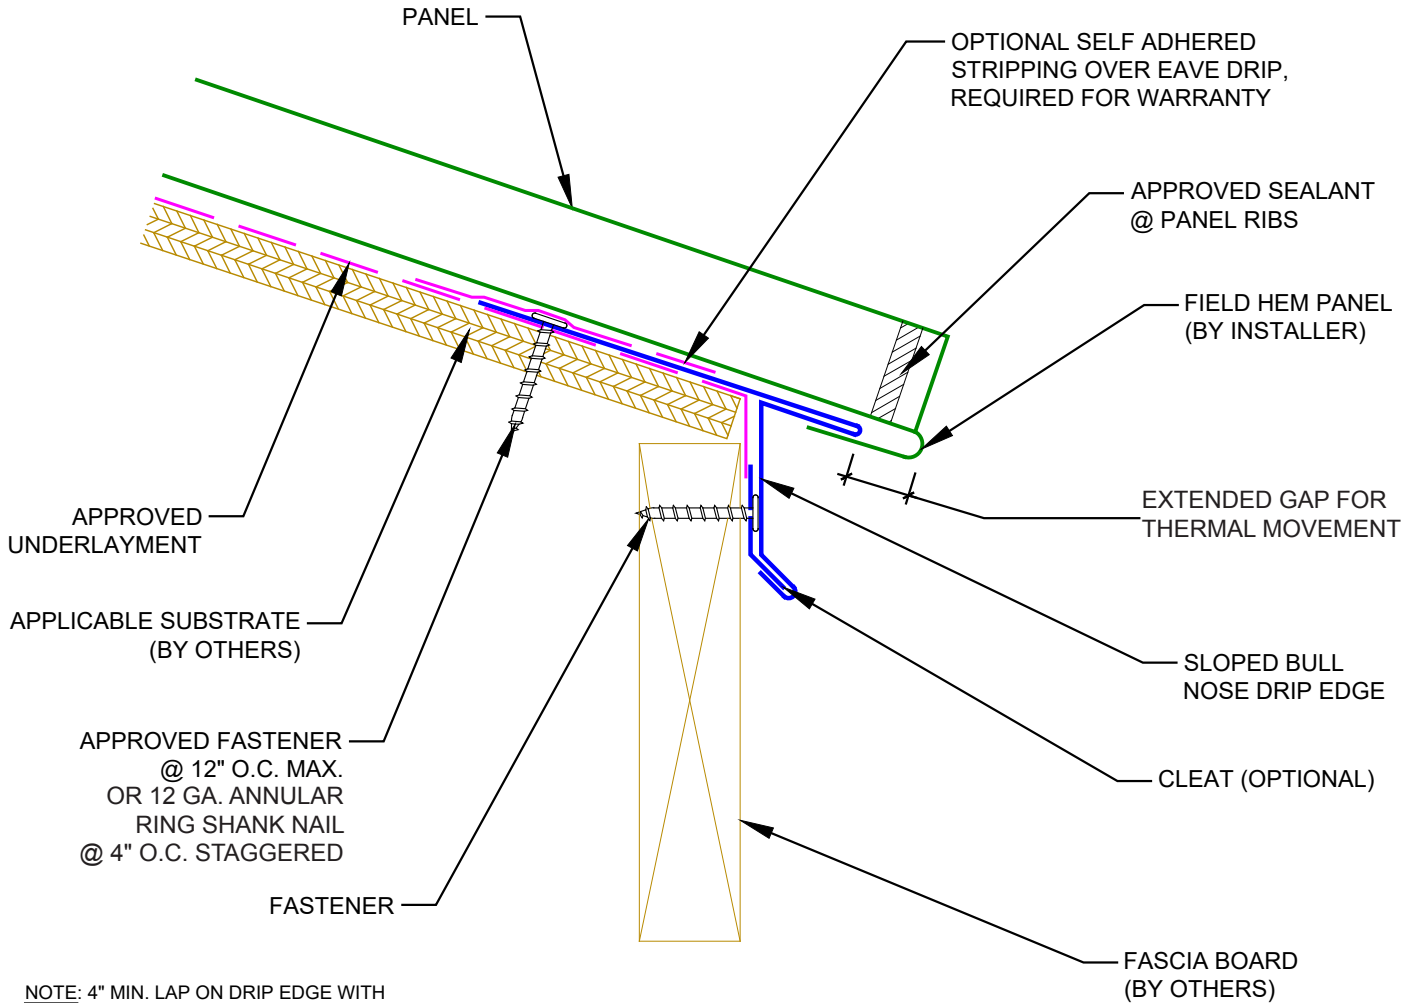 PANEL
OPTIONAL SELF ADHERED
STRIPPING OVER EAVE DRIP,
REQUIRED FOR WARRANTY
APPROVED SEALANT
@ PANEL RIBS
FIELD HEM PANEL
(BY INSTALLER)
EXTENDED GAP FOR
THERMAL MOVEMENT
APPROVED
UNDERLAYMENT
APPLICABLE SUBSTRATE
(BY OTHERS)
SLOPED BULL
NOSE DRIP EDGE
APPROVED FASTENER
@ 12" O.C. MAX.
OR 12 GA. ANNULAR
RING SHANK NAIL
@ 4" O.C. STAGGERED
CLEAT (OPTIONAL)
FASTENER
FASCIA BOARD
(BY OTHERS)
NOTE: 4" MIN. LAP ON DRIP EDGE WITH